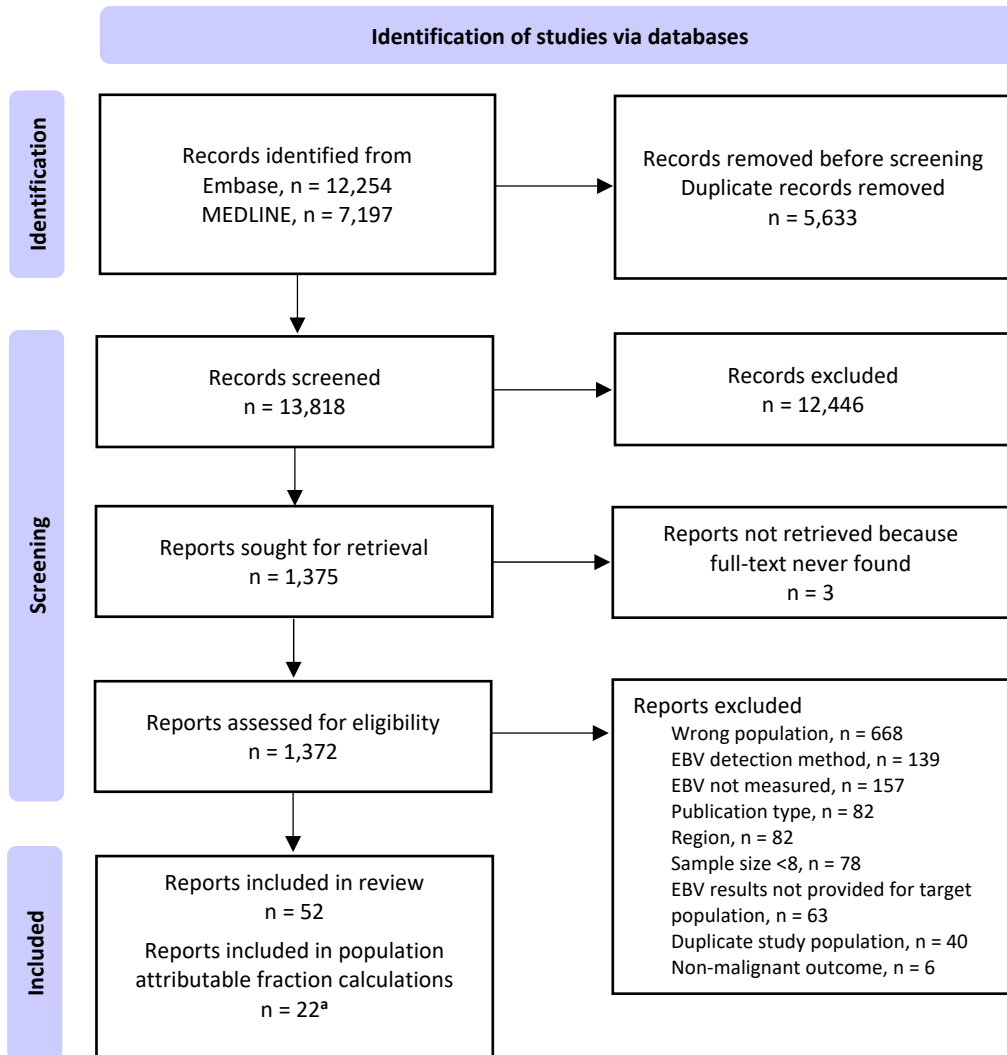 Identification of studies via databases
Identification
Records identified from
Embase, n = 12,254
MEDLINE, n = 7,197
Records removed before screening
Duplicate records removed
n = 5,633
Screening
Records screened
n = 13,818
Records excluded
n = 12,446
Reports sought for retrieval
n = 1,375
Reports not retrieved because
full-text never found
n = 3
Reports assessed for eligibility
n = 1,372
Reports excluded
Wrong population, n = 668
EBV detection method, n = 139
EBV not measured, n = 157
Publication type, n = 82
Region, n = 82
Sample size <8, n = 78
EBV results not provided for target
population, n = 63
Duplicate study population, n = 40
Non-malignant outcome, n = 6
Included
Reports included in review
n = 52
Reports included in population
attributable fraction calculations
n = 22ª